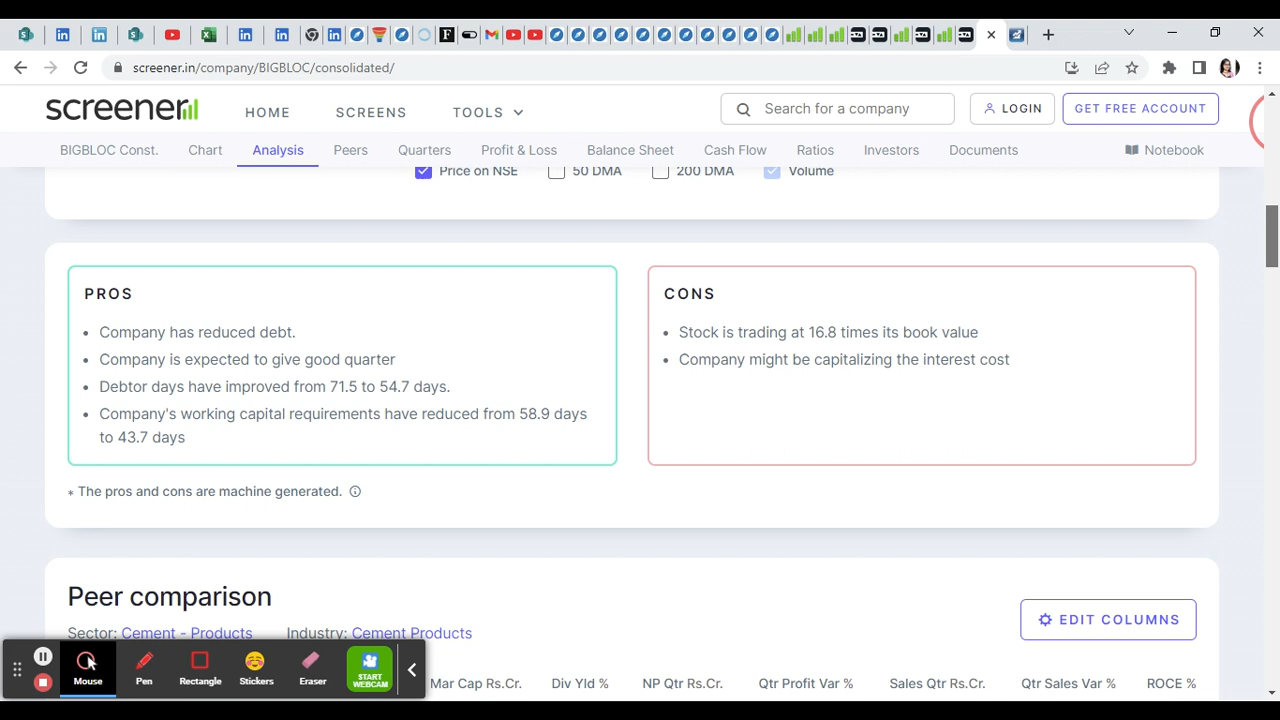 screener.in/company/BIGBLOC/consolidated/
screener
HOME
SCREENS
TOOLS
Search for a company
LOGIN
GET FREE ACCOUNT
BIGBLOC Const.
Chart
Analysis
Peers
Quarters
Profit & Loss
Balance Sheet
Cash Flow
Ratios
Investors
Documents
Notebook
Price on NSE
50 DMA
200 DMA
Volume
PROS
Company has reduced debt.
Company is expected to give good quarter
Debtor days have improved from 71.5 to 54.7 days.
Company's working capital requirements have reduced from 58.9 days
to 43.7 days
CONS
Stock is trading at 16.8 times its book value
Company might be capitalizing the interest cost
* The pros and cons are machine generated.
Peer comparison
EDIT COLUMNS
Sector: Cement - Products Industry: Cement Products
Mar Cap Rs.Cr.
Div Yld %
NP Qtr Rs.Cr.
Qtr Profit Var %
Sales Qtr Rs.Cr.
Qtr Sales Var %
ROCE %
Mouse
Pen
Rectangle
Stickers
Eraser
START
WEBCAM